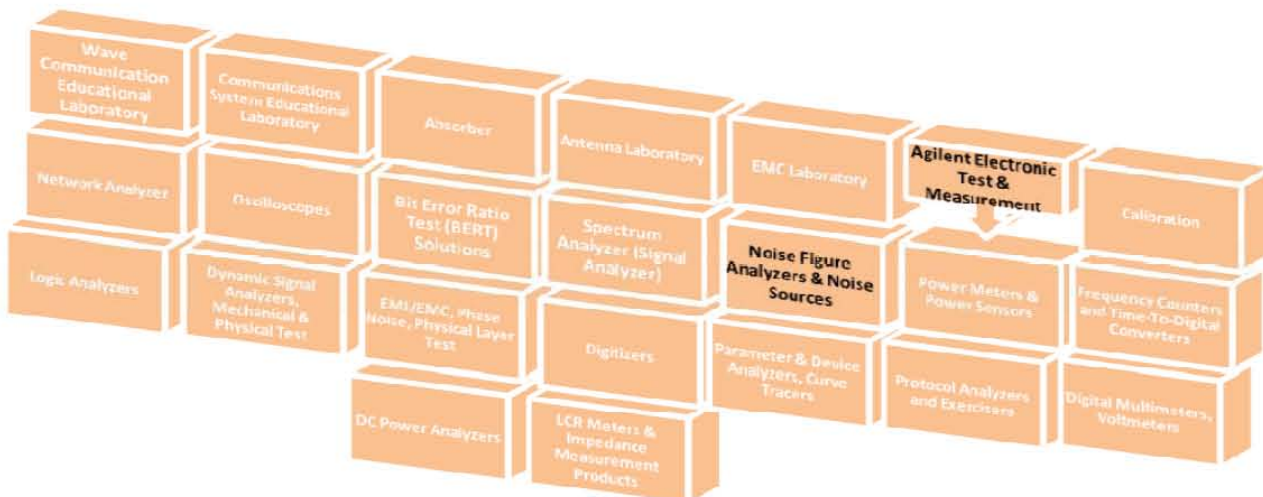 Wave
Communication
Educational
Laboratory
Communications
System Educational
Laboratory
Absorber
Antenna Laboratory
EMC Laboratory
Agilent Electronic
Test &
Measurement
Calibration
Network Analyzer
Oscilloscopes
Bit Error Ratio
Test (BERT)
Solutions
Spectrum
Analyzer (Signal
Analyzer)
Noise Figure
Analyzers & Noise
Sources
Power Meters &
Power Sensors
Frequency Counters
and Time-To-Digital
Converters
Logic Analyzers
Dynamic Signal
Analyzers,
Mechanical &
Physical Test
EMI/EMC, Phase
Noise, Physical Layer
Test
Digitizers
Parameter & Device
Analyzers, Curve
Tracers
Protocol Analyzers
and Exercisers
Digital Multimeters,
Voltmeters
DC Power Analyzers
LCR Meters &
Impedance
Measurement
Products